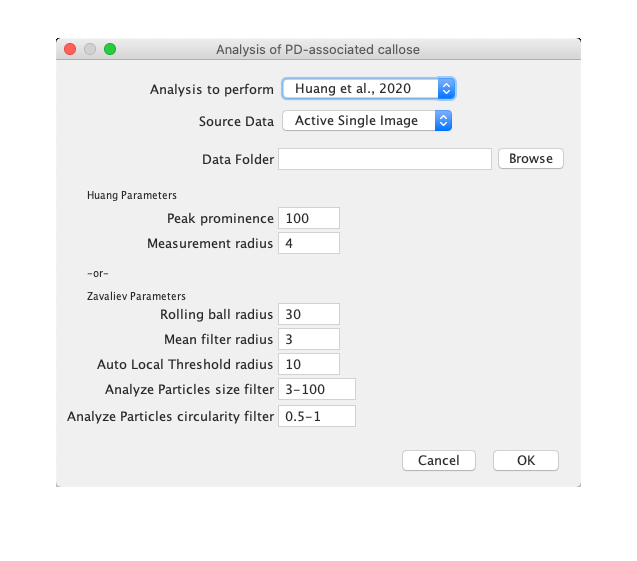 Analysis of PD-associated callose
Analysis to perform Huang et al., 2020
Source Data Active Single Image
Data Folder Browse
Huang Parameters
Peak prominence 100
Measurement radius 4
-or-
Zavaliev Parameters
Rolling ball radius 30
Mean filter radius 3
Auto Local Threshold radius 10
Analyze Particles size filter 3-100
Analyze Particles circularity filter 0.5-1
Cancel OK